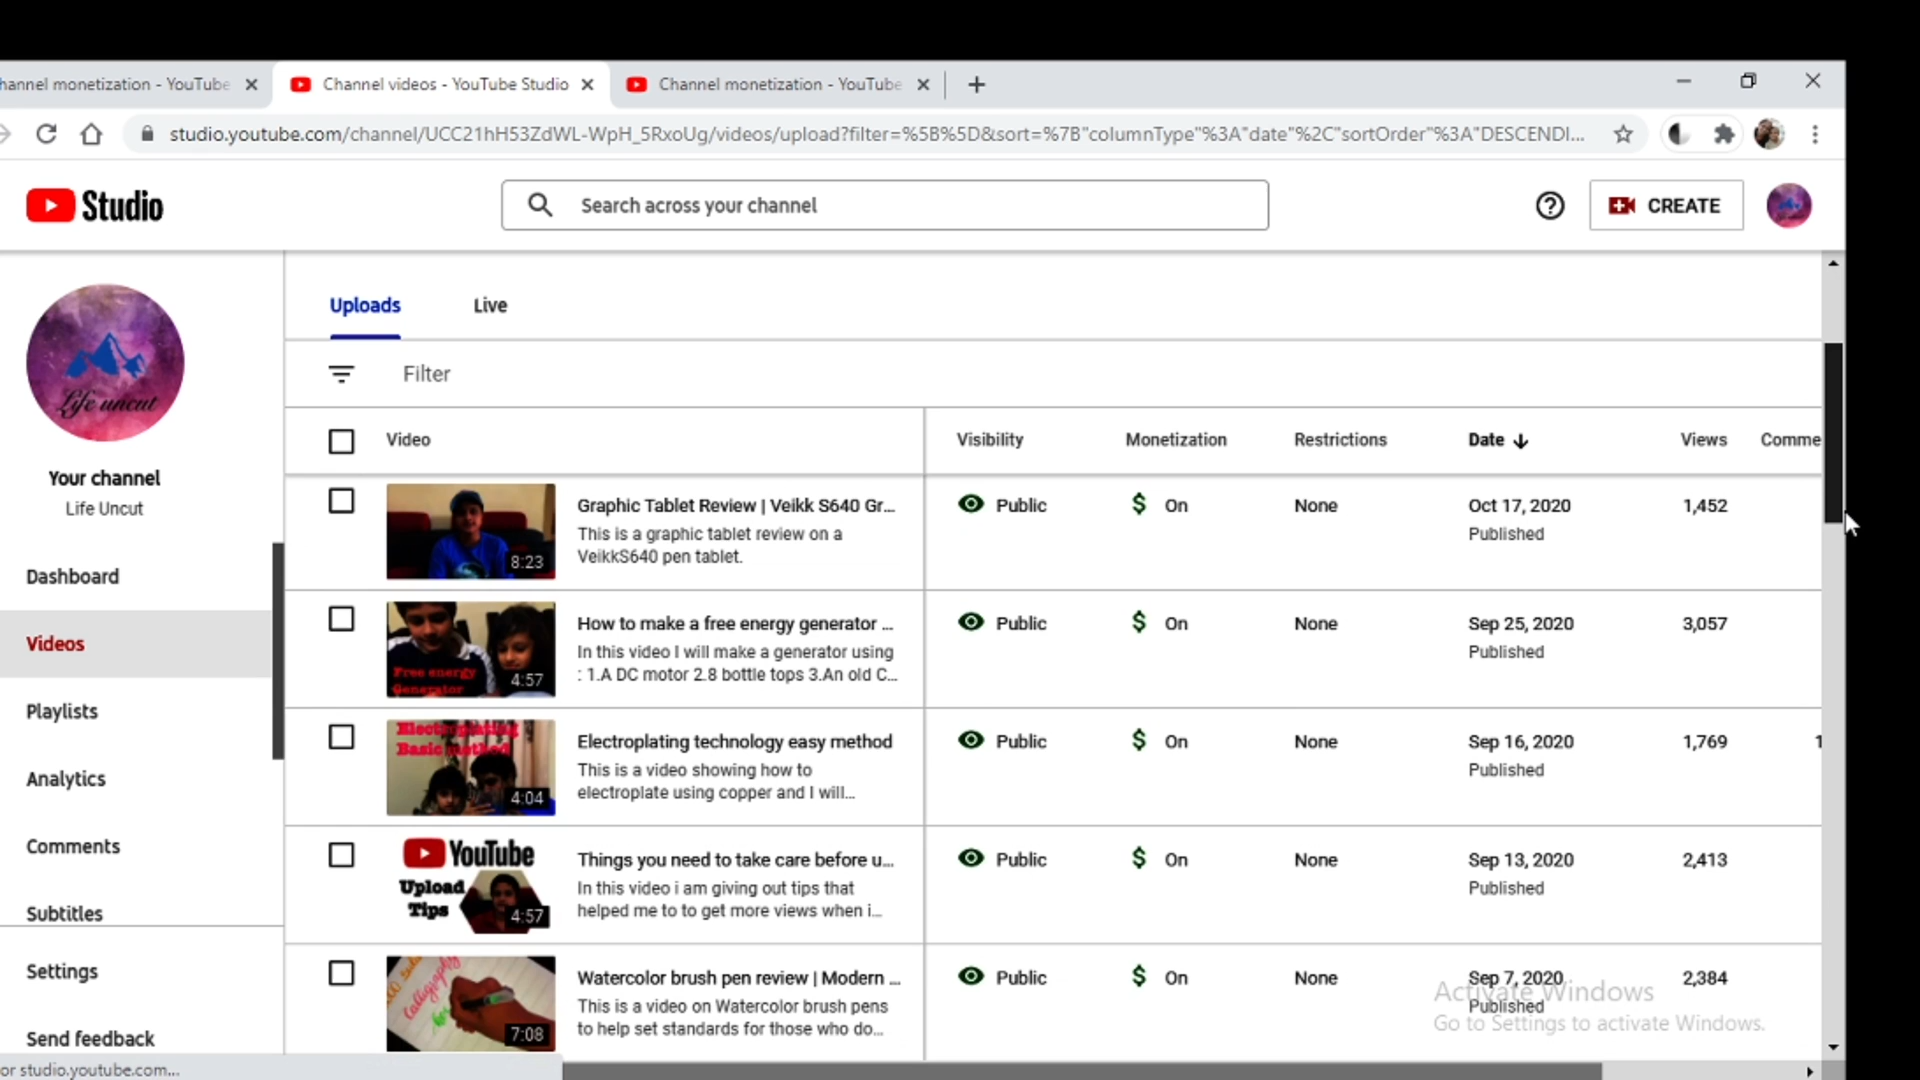 hannel monetization - YouTube
Channel videos - YouTube Studio
Channel monetization - YouTube
studio.youtube.com/channel/UCC21hH53ZdWL-WpH_5RxoUg/videos/upload?filter=%5B%5D&sort=%7B"columnType"%3A"date"%2C"sortOrder"%3A"DESCENDI...
Studio
Search across your channel
CREATE
Life uncut
Your channel
Life Uncut
Dashboard
Videos
Playlists
Analytics
Comments
Subtitles
Settings
Send feedback
Uploads Live
Filter
Video Visibility Monetization Restrictions Date Views Comme
8:23
Graphic Tablet Review | Veikk S640 Gr...
This is a graphic tablet review on a
VeikkS640 pen tablet.
Public $ On None Oct 17, 2020 1,452
Published
Free energy
Generator
4:57
How to make a free energy generator ...
In this video I will make a generator using
: 1.A DC motor 2.8 bottle tops 3.An old C...
Public $ On None Sep 25, 2020 3,057
Published
Basic method
4:04
Electroplating technology easy method
This is a video showing how to
electroplate using copper and I will...
Public $ On None Sep 16, 2020 1,769 1
Published
YouTube
Upload
Tips
4:57
Things you need to take care before u...
In this video i am giving out tips that
helped me to to get more views when i...
Public $ On None Sep 13, 2020 2,413
Published
Calligraphy
7:08
Watercolor brush pen review | Modern ...
This is a video on Watercolor brush pens
to help set standards for those who do...
Public $ On None Sep 7, 2020 2,384
Published
Activate Windows
Go to Settings to activate Windows.
or studio.youtube.com...